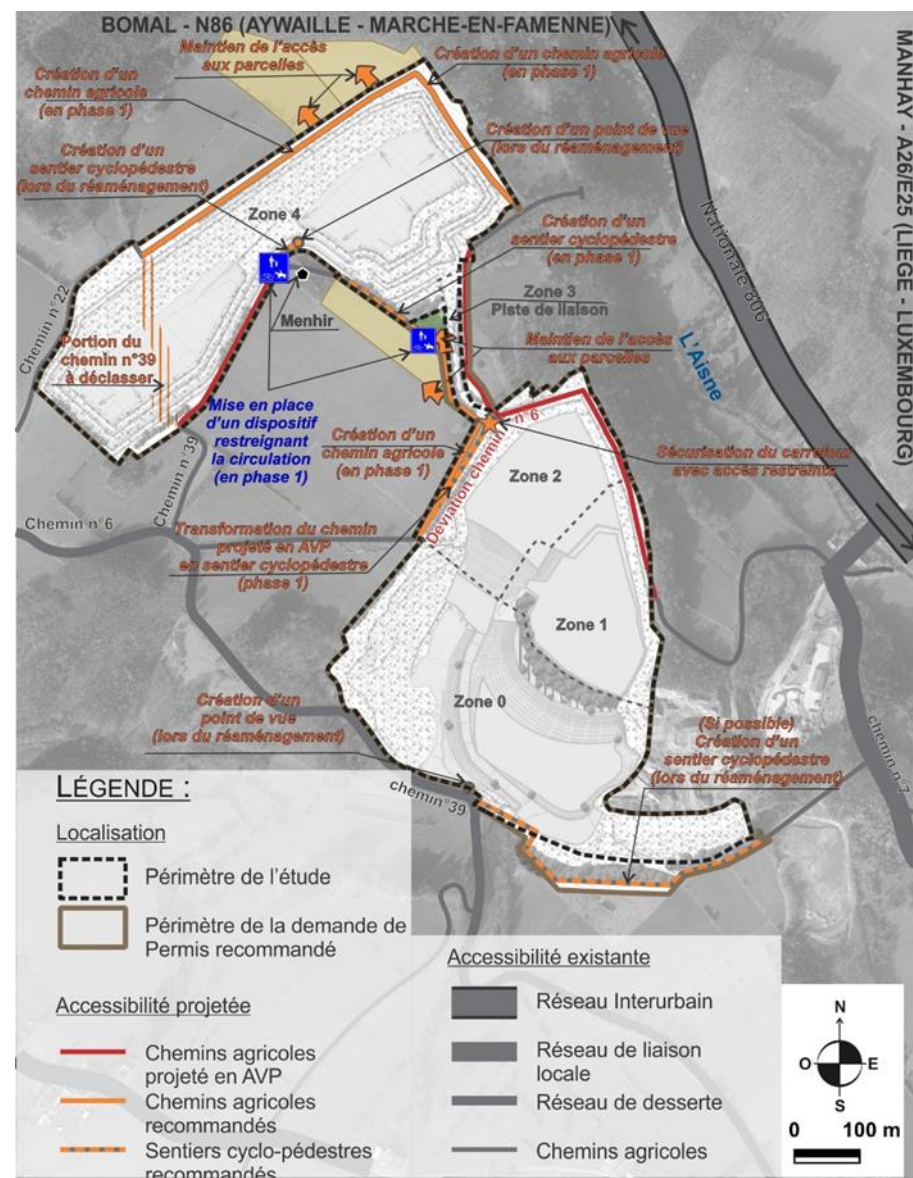 BOMAL - N86 (AYWAILLE - MARCHE-EN-FAMENNE)
MANHAY - A26/E25 (LIEGE - LUXEMBOURG)
Maintien de l'accès
aux parcelles
Création d'un chemin agricole
(en phase 1)
Création d'un
chemin agricole
(en phase 1)
Création d'un point de vue
(lors du réaménagement)
Création d'un
sentier cyclopédestre
(lors du réaménagement)
Zone 4
Création d'un
sentier cyclopédestre
(en phase 1)
Nationale 806
Zone 3
Piste de liaison
Menhir
Chemin n°22
Maintien de l'accès
aux parcelles
L'Aisne
Portion du
chemin n°39
à déclasser
Mise en place
d'un dispositif
restreignant
la circulation
(en phase 1)
Création d'un
chemin agricole
(en phase 1)
Déviation chemin n°6
Sécurisation du carrefour
avec accès restreints
Zone 2
Chemin n°39
Chemin n°6
Transformation du chemin
projeté en AVP
en sentier cyclopédestre
(phase 1)
Zone 1
Zone 0
Création d'un
point de vue
(lors du réaménagement)
(Si possible)
Création d'un
sentier cyclopédestre
(lors du réaménagement)
chemin n°7
chemin n°39
LÉGENDE :
Localisation
Périmètre de l'étude
Périmètre de la demande de
Permis recommandé
Accessibilité projetée
Chemins agricoles
projeté en AVP
Chemins agricoles
recommandés
Sentiers cyclo-pédestres
recommandés
Accessibilité existante
Réseau Interurbain
Réseau de liaison
locale
Réseau de desserte
Chemins agricoles
N
O E
S
0 100 m